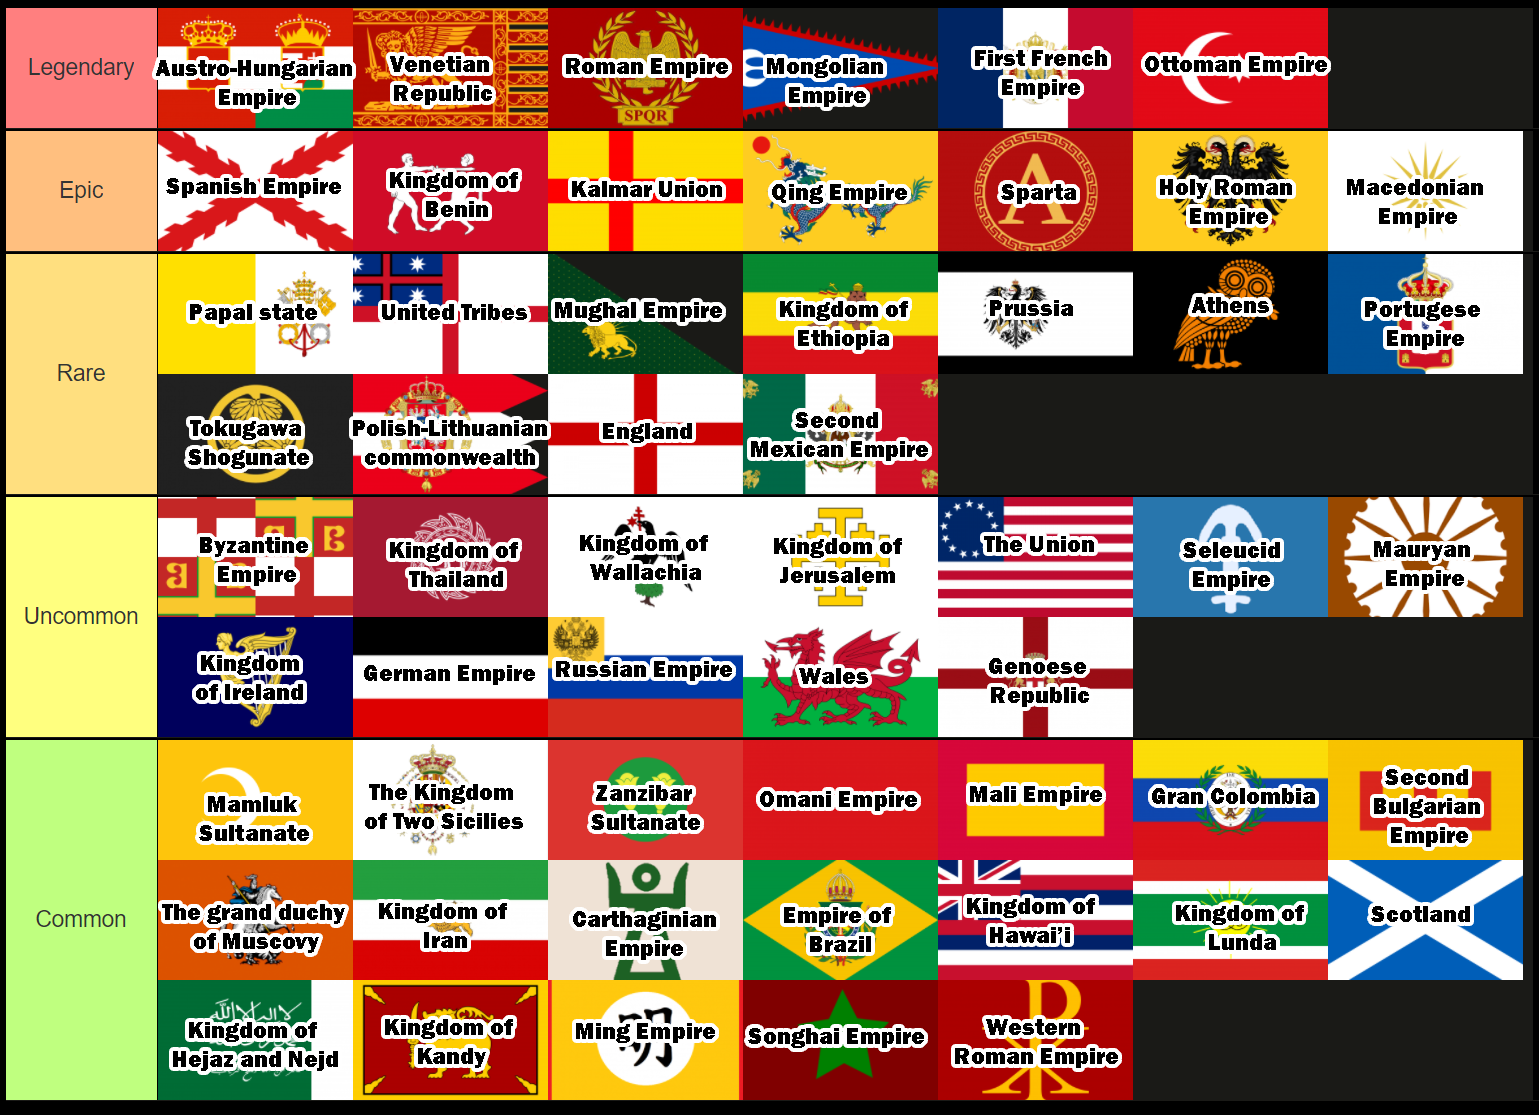 Legendary
Austro-Hungarian
Empire
Venetian
Republic
Roman Empire
SPQR
Mongolian
Empire
First French
Empire
Ottoman Empire
Epic
Spanish Empire
Kingdom of
Benin
Kalmar Union
Qing Empire
Sparta
Holy Roman
Empire
Macedonian
Empire
Rare
Papal state
United Tribes
Mughal Empire
Kingdom of
Ethiopia
Prussia
Athens
Portugese
Empire
Tokugawa
Shogunate
Polish-Lithuanian
commonwealth
England
Second
Mexican Empire
Uncommon
Byzantine
Empire
Kingdom of
Thailand
Kingdom of
Wallachia
Kingdom of
Jerusalem
The Union
Seleucid
Empire
Mauryan
Empire
Kingdom
of Ireland
German Empire
Russian Empire
Wales
Genoese
Republic
Common
Mamluk
Sultanate
The Kingdom
of Two Sicilies
Zanzibar
Sultanate
Omani Empire
Mali Empire
Gran Colombia
Second
Bulgarian
Empire
The grand duchy
of Muscovy
Kingdom of
Iran
Carthaginian
Empire
Empire of
Brazil
Kingdom of
Hawai’i
Kingdom of
Lunda
Scotland
Kingdom of
Hejaz and Nejd
Kingdom of
Kandy
Ming Empire
明
Songhai Empire
Western
Roman Empire